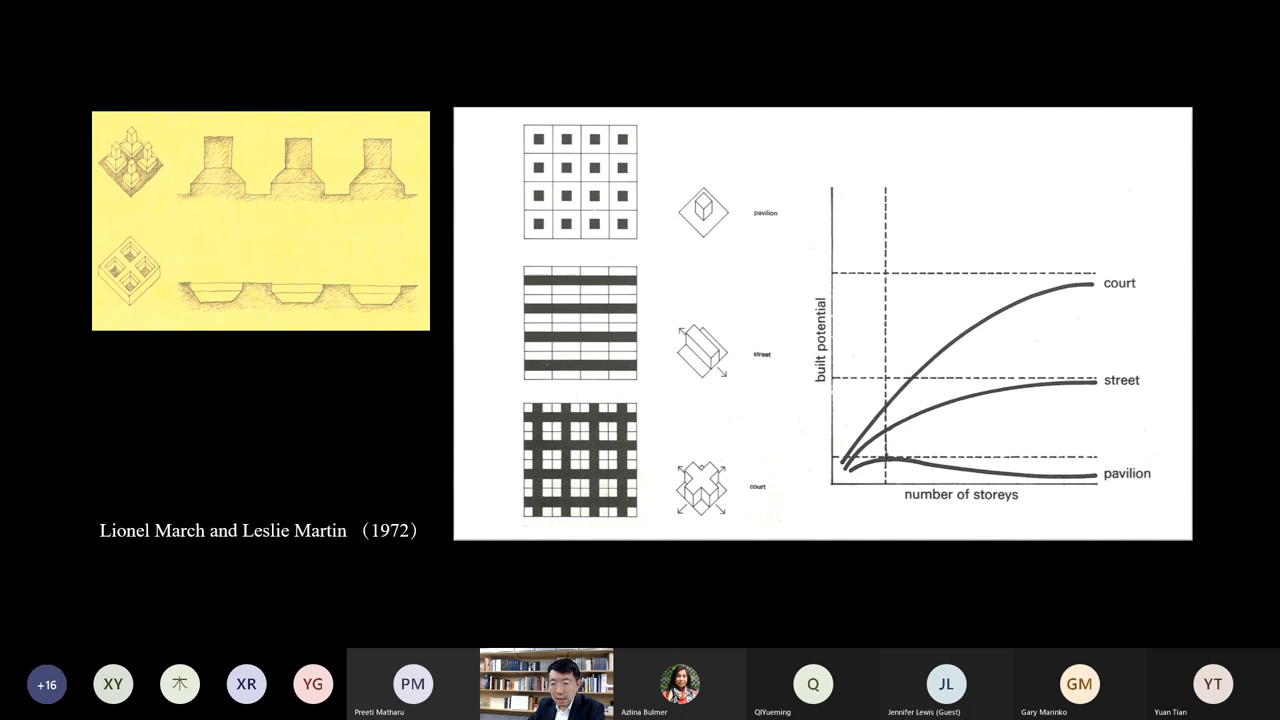 pavilion
street
court
built potential
court
street
pavilion
number of storeys
Lionel March and Leslie Martin （1972）
+16
XY
木
XR
YG
PM
Preeti Matharu
Azlina Bulmer
Q
QIYueming
JL
Jennifer Lewis (Guest)
GM
Gary Marinko
YT
Yuan Tian